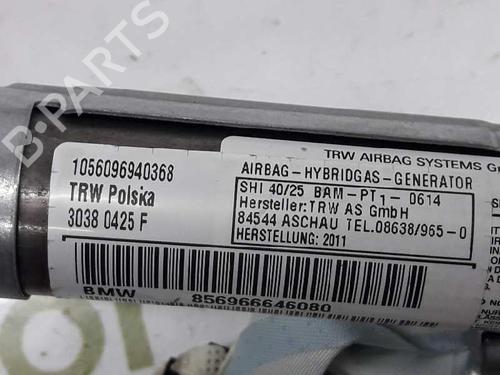 B-Parts
1056096940368
TRW Polska
3038 0425 F
TRW AIRBAG SYSTEMS
AIRBAG-HYBRIDGAS-GENERATOR
SHI 40/25 BAM-PT1-0614
Hersteller:TRW AS GmbH
84544 ASCHAU TEL.08638/965-0
HERSTELLUNG: 2011
BMW
856966646080